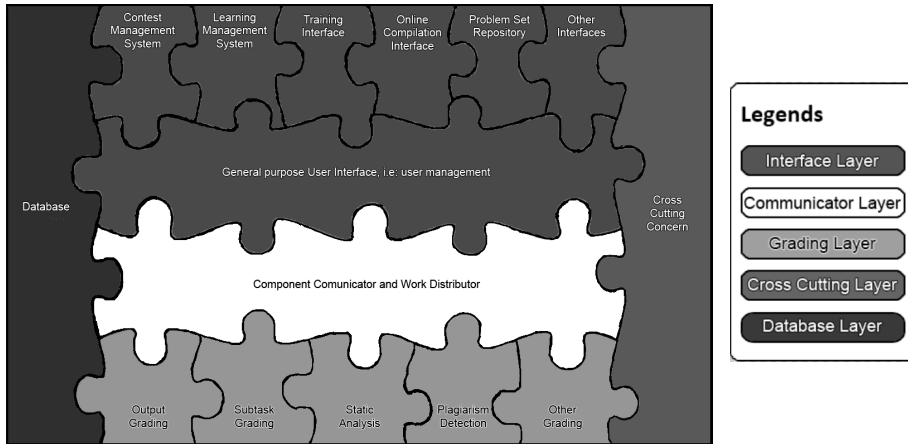 Contest
Management
System
Learning
Management
System
Training
Interface
Online
Compilation
Interface
Problem Set
Repository
Other
Interfaces
General purpose User Interface, i.e: user management
Database
Cross
Cutting
Concern
Component Comunicator and Work Distributor
Output
Grading
Subtask
Grading
Static
Analysis
Plagiarism
Detection
Other
Grading
Legends
Interface Layer
Communicator Layer
Grading Layer
Cross Cutting Layer
Database Layer